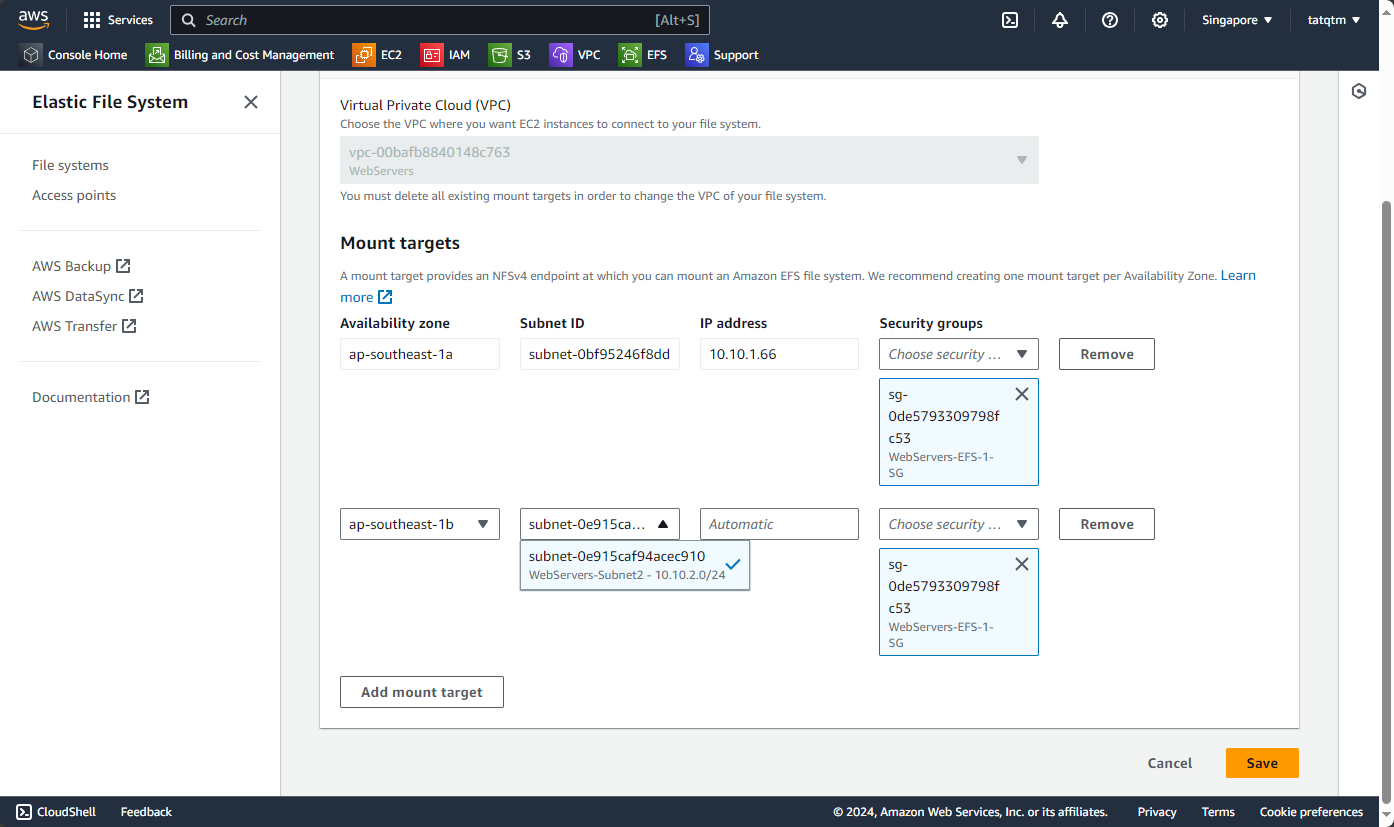 aws
Services
Search
[Alt+S]
Singapore
tatqtm
Console Home
Billing and Cost Management
EC2
IAM
S3
VPC
EFS
Support
Elastic File System
File systems
Access points
AWS Backup
AWS DataSync
AWS Transfer
Documentation
Virtual Private Cloud (VPC)
Choose the VPC where you want EC2 instances to connect to your file system.
vpc-00bafb8840148c763
WebServers
You must delete all existing mount targets in order to change the VPC of your file system.
Mount targets
A mount target provides an NFSv4 endpoint at which you can mount an Amazon EFS file system. We recommend creating one mount target per Availability Zone. Learn
more
Availability zone
Subnet ID
IP address
Security groups
ap-southeast-1a
subnet-0bf95246f8dd
10.10.1.66
Choose security ...
Remove
sg-
0de5793309798f
c53
WebServers-EFS-1-
SG
ap-southeast-1b
subnet-0e915ca...
Automatic
Choose security ...
Remove
subnet-0e915caf94acec910
WebServers-Subnet2 - 10.10.2.0/24
sg-
0de5793309798f
c53
WebServers-EFS-1-
SG
Add mount target
Cancel
Save
CloudShell
Feedback
© 2024, Amazon Web Services, Inc. or its affiliates.
Privacy
Terms
Cookie preferences